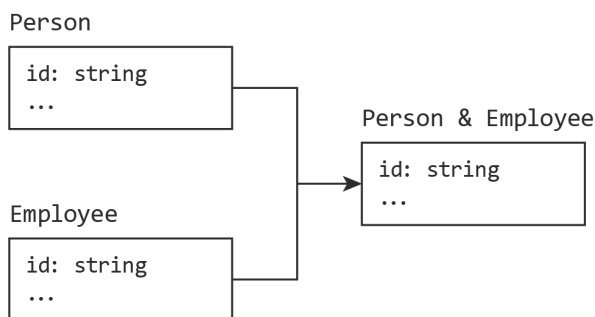 Person
id: string
...
Person & Employee
id: string
...
Employee
id: string
...